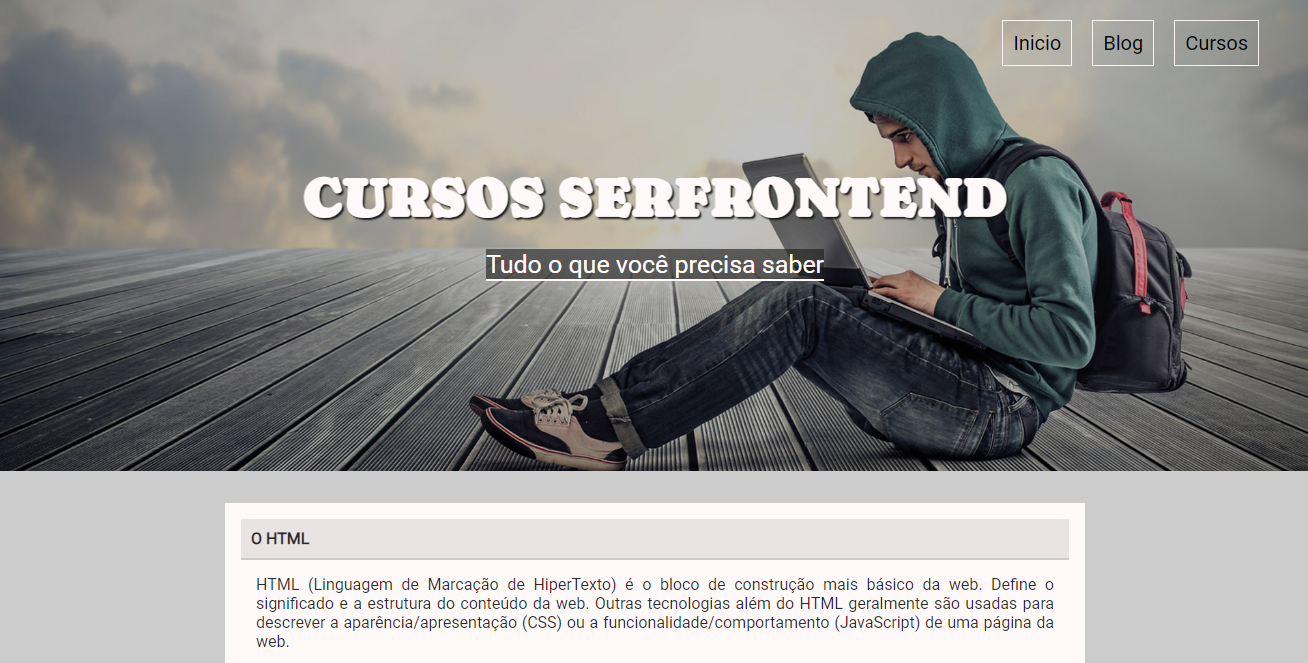 Inicio Blog Cursos
CURSOS SERFRONTEND
Tudo o que você precisa saber
O HTML
HTML (Linguagem de Marcação de HiperTexto) é o bloco de construção mais básico da web. Define o
significado e a estrutura do conteúdo da web. Outras tecnologias além do HTML geralmente são usadas para
descrever a aparência/apresentação (CSS) ou a funcionalidade/comportamento (JavaScript) de uma página da
web.